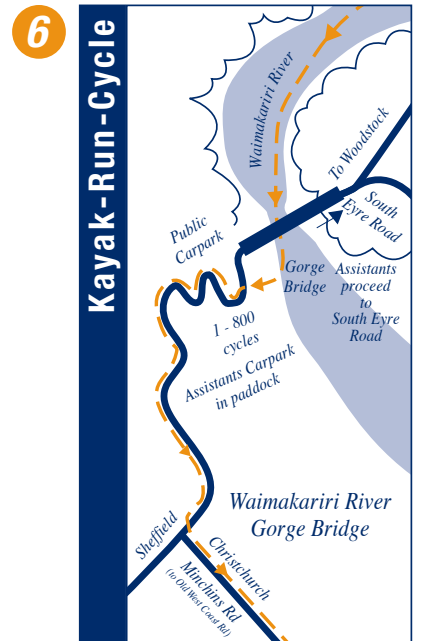 6
Kayak-Run-Cycle
Waimakariri River
To Woodstock
South
Eyre Road
Public
Carpark
Gorge
Bridge
Assistants
proceed
to
South Eyre
Road
1 - 800
cycles
Assistants Carpark
in paddock
Waimakariri River
Gorge Bridge
Sheffield
Christchurch
Minchins Rd
(to Old West Coast Rd)